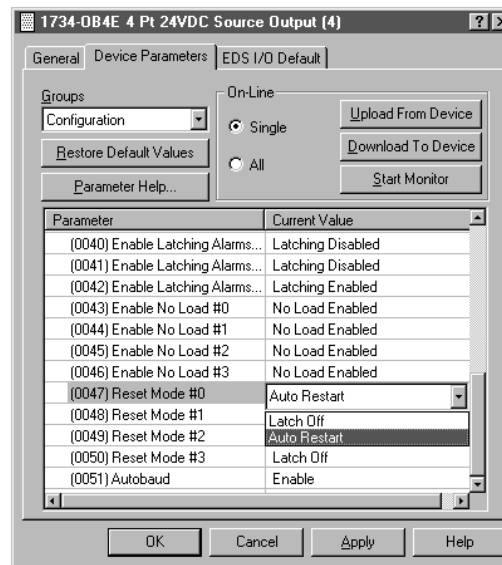 1734-OB4E 4 Pt 24VDC Source Output (4)
General Device Parameters EDS I/O Default
Groups
Configuration
Restore Default Values
Parameter Help...
On-Line
Single
All
Upload From Device
Download To Device
Start Monitor
Parameter Current Value
(0040) Enable Latching Alarms... Latching Disabled
(0041) Enable Latching Alarms... Latching Disabled
(0042) Enable Latching Alarms... Latching Enabled
(0043) Enable No Load #0 No Load Enabled
(0044) Enable No Load #1 No Load Enabled
(0045) Enable No Load #2 No Load Enabled
(0046) Enable No Load #3 No Load Enabled
(0047) Reset Mode #0 Auto Restart
(0048) Reset Mode #1 Latch Off
(0049) Reset Mode #2 Auto Restart
(0050) Reset Mode #3 Latch Off
(0051) Autobaud Enable
OK Cancel Apply Help